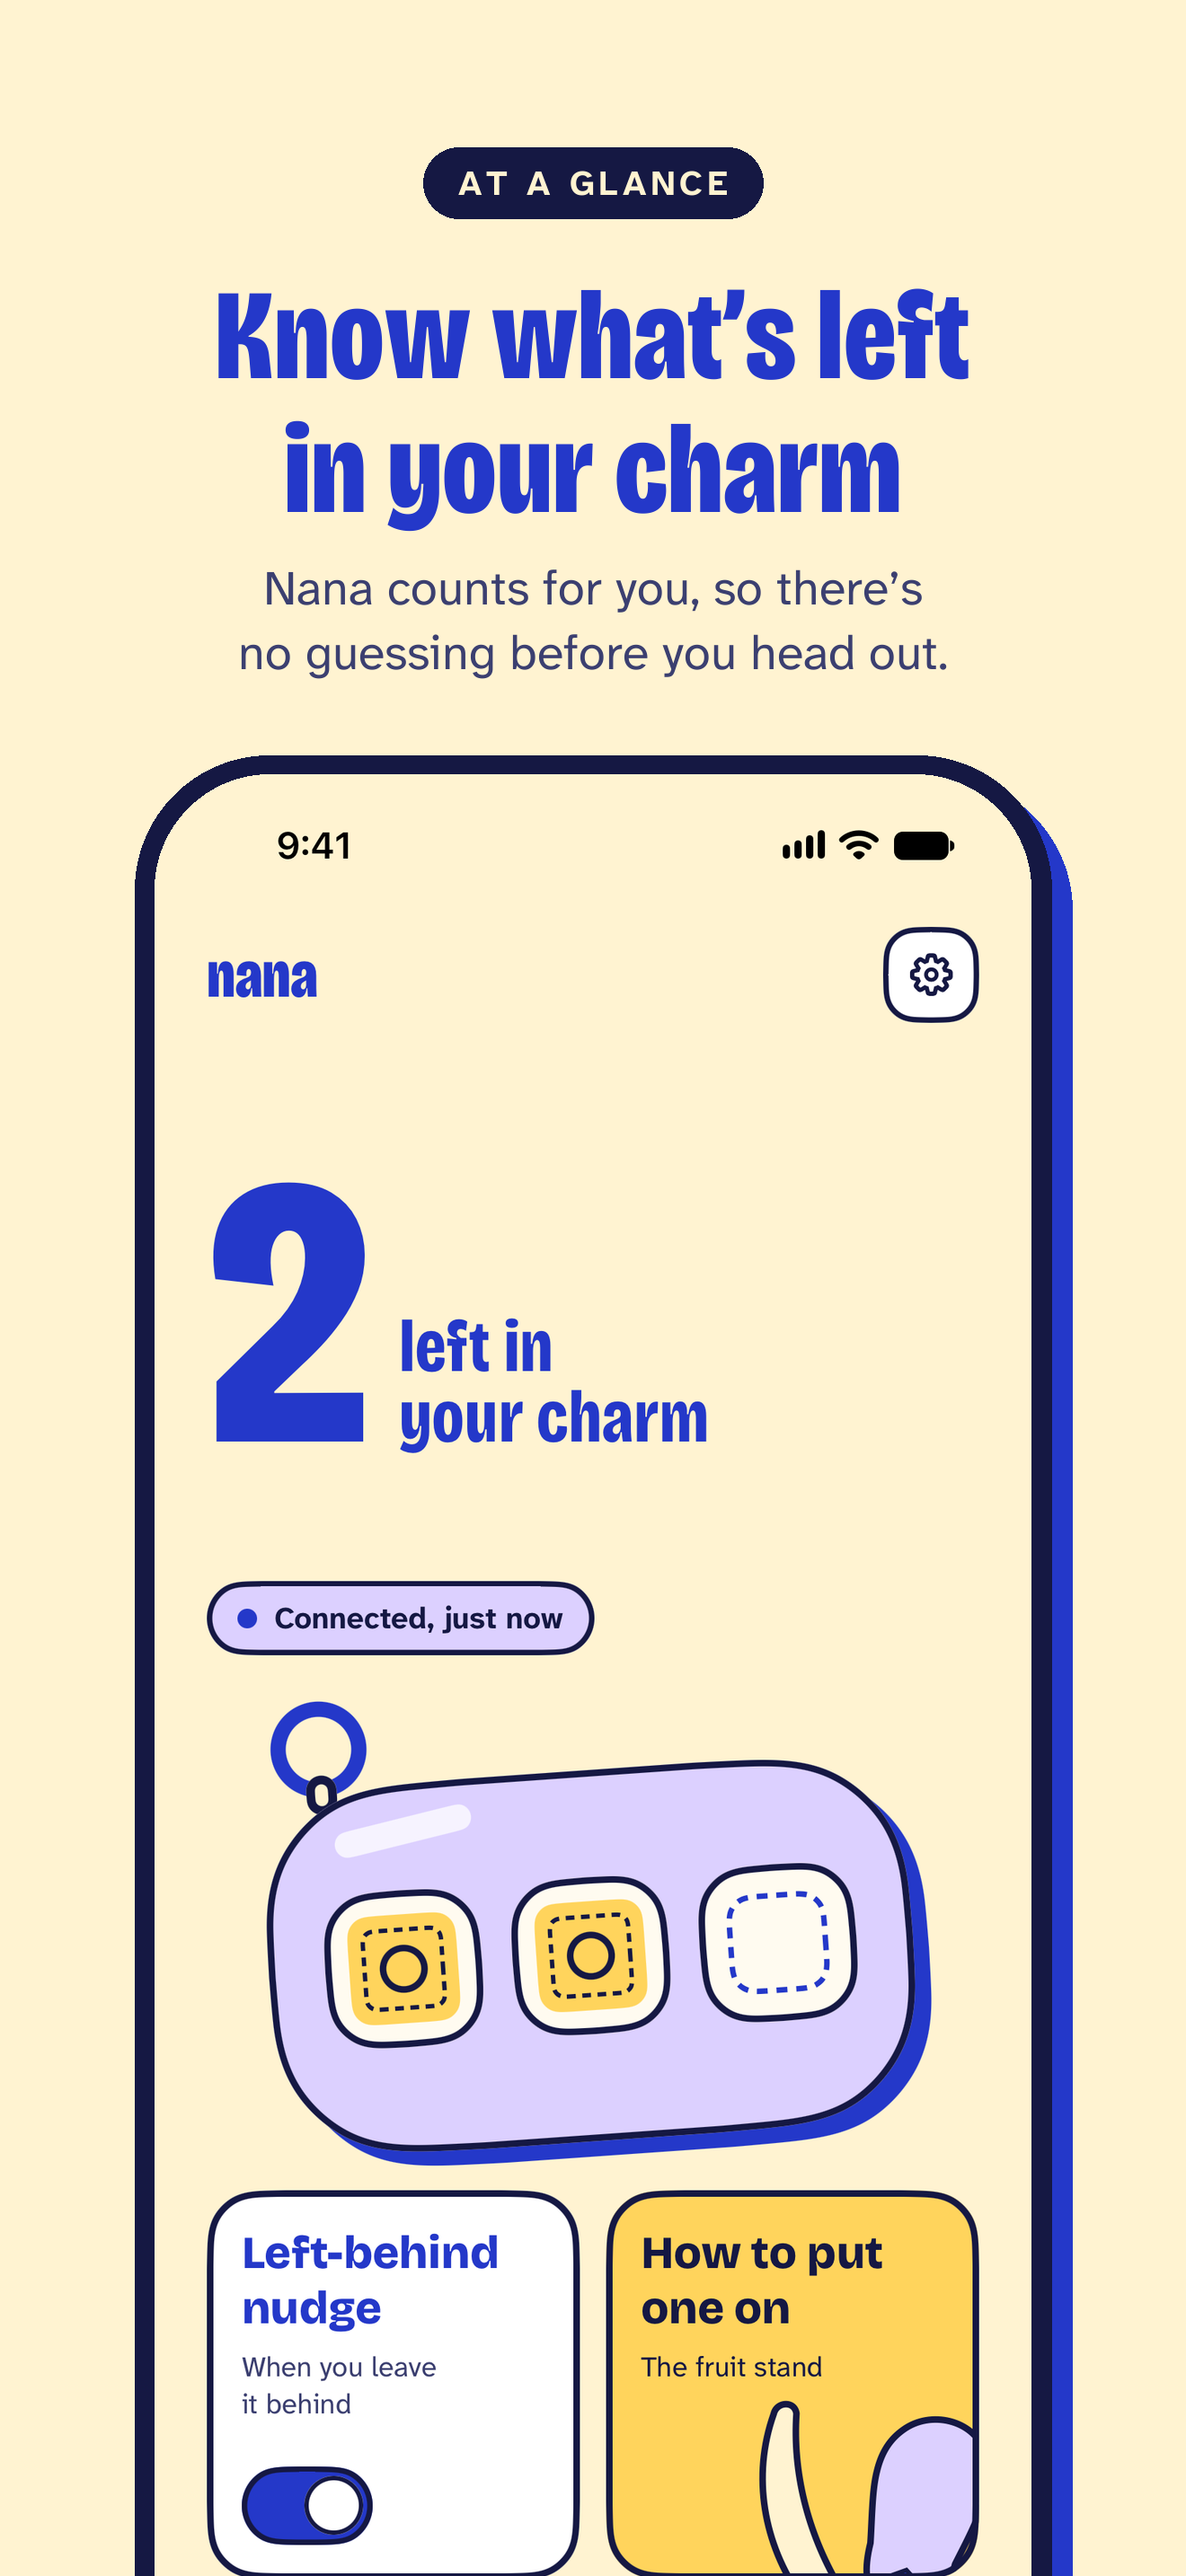 AT A GLANCE
Know what’s left
in your charm
Nana counts for you, so there’s
no guessing before you head out.
9:41
nana
2
left in
your charm
Connected, just now
Left-behind
nudge
When you leave
it behind
How to put
one on
The fruit stand